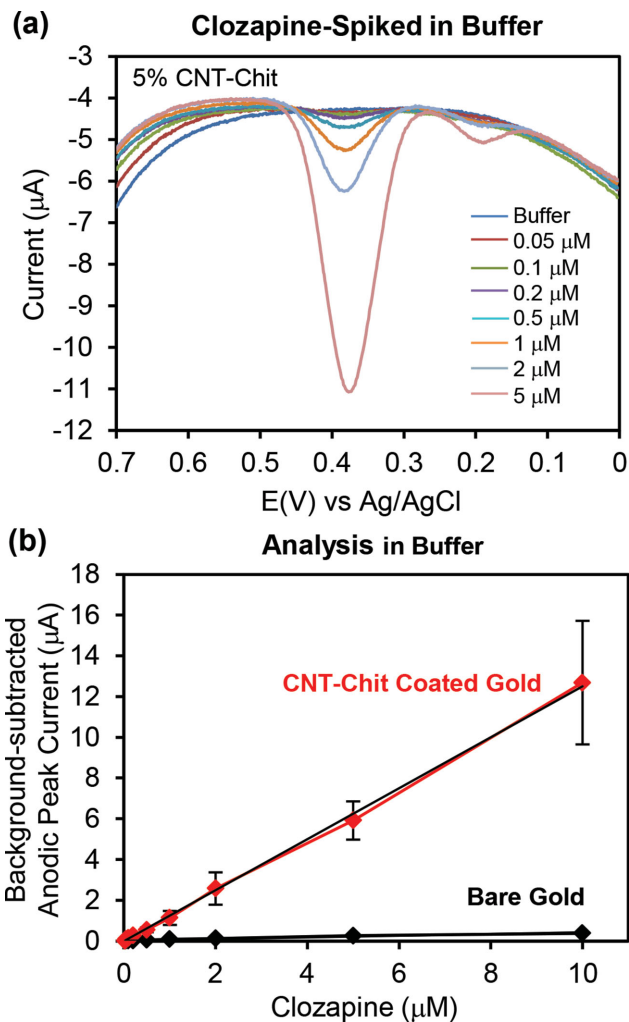 (a) Clozapine-Spiked in Buffer
5% CNT-Chit
-3
-4
-5
-6
-7
-8
-9
-10
-11
-12
Current (μA)
Buffer
0.05 μM
0.1 μM
0.2 μM
0.5 μM
1 μM
2 μM
5 μM
0.7 0.6 0.5 0.4 0.3 0.2 0.1 0
E(V) vs Ag/AgCl
(b) Analysis in Buffer
18
16
14
12
10
8
6
4
2
0
Background-subtracted
Anodic Peak Current (μA)
CNT-Chit Coated Gold
Bare Gold
0 2 4 6 8 10
Clozapine (μM)